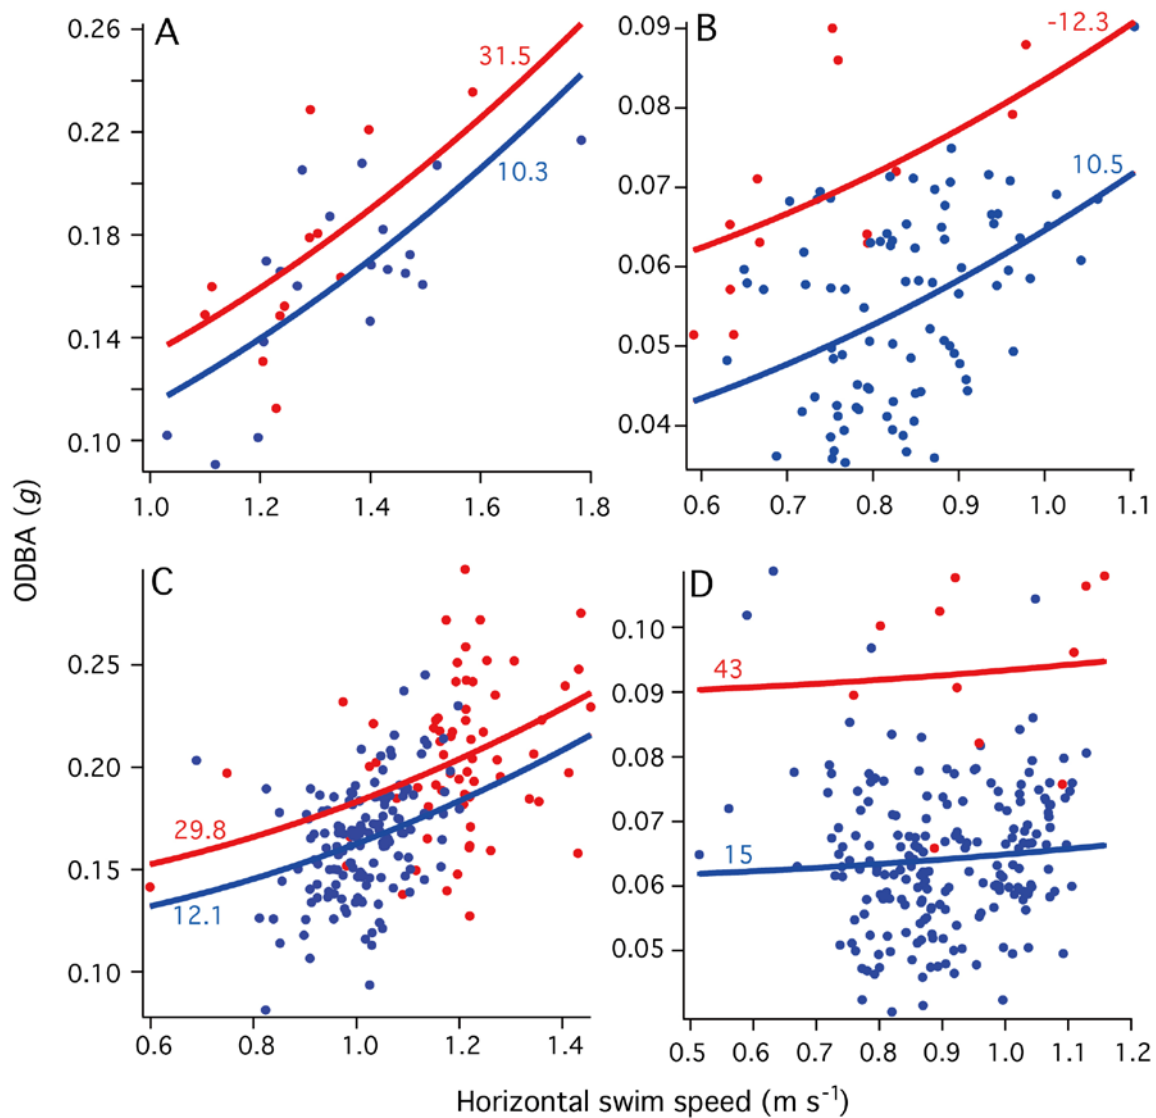 A
0.26
0.22
0.18
0.14
0.10
31.5
10.3
1.0 1.2 1.4 1.6 1.8
B
0.09
0.08
0.07
0.06
0.05
0.04
-12.3
10.5
0.6 0.7 0.8 0.9 1.0 1.1
ODBA (g)
C
0.25
0.20
0.15
0.10
29.8
12.1
0.6 0.8 1.0 1.2 1.4
D
0.10
0.09
0.08
0.07
0.06
0.05
43
15
0.5 0.6 0.7 0.8 0.9 1.0 1.1 1.2
Horizontal swim speed (m s⁻¹)